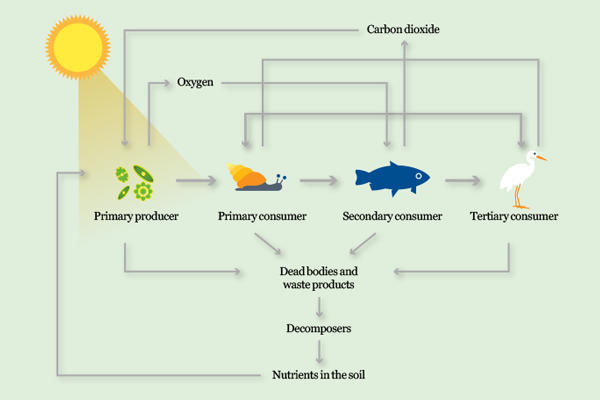 Carbon dioxide
Oxygen
Primary producer
Primary consumer
Secondary consumer
Tertiary consumer
Dead bodies and
waste products
Decomposers
Nutrients in the soil